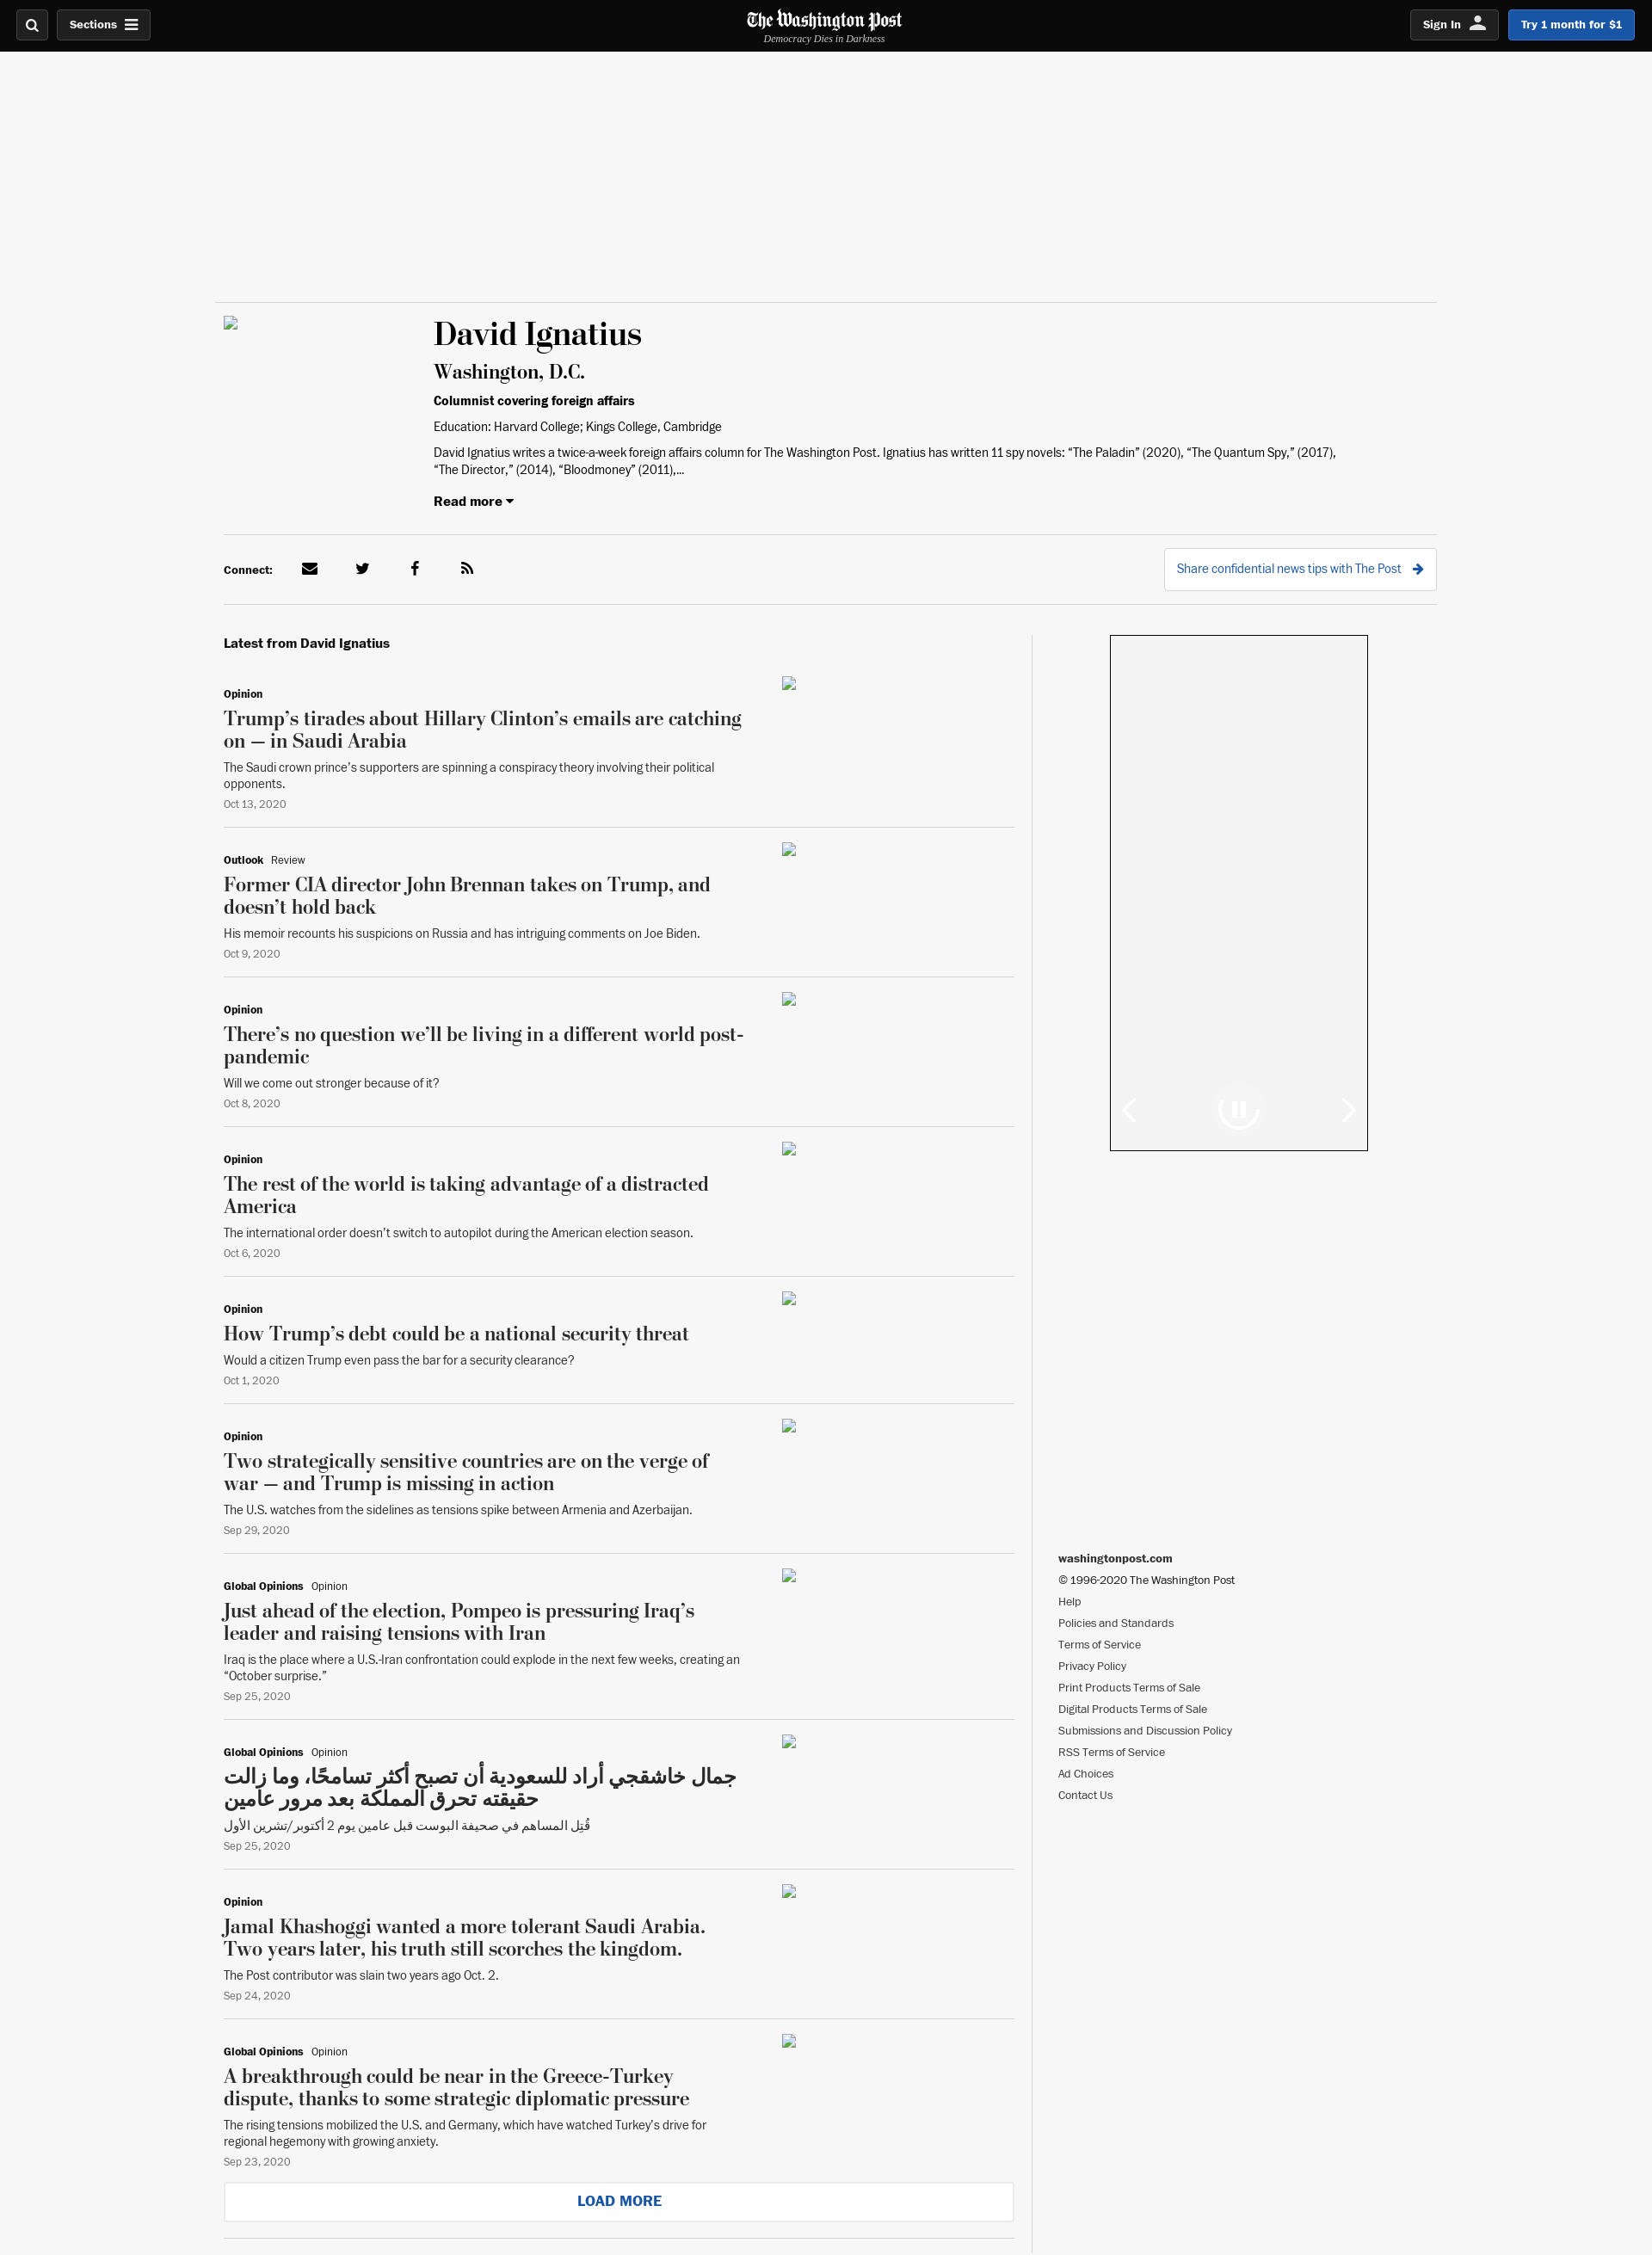 Sections
The Washington Post
Democracy Dies in Darkness
Sign In
Try 1 month for $1
David Ignatius
Washington, D.C.
Columnist covering foreign affairs
Education: Harvard College; Kings College, Cambridge
David Ignatius writes a twice-a-week foreign affairs column for The Washington Post. Ignatius has written 11 spy novels: “The Paladin” (2020), “The Quantum Spy,” (2017),
“The Director,” (2014), “Bloodmoney” (2011),...
Read more
Connect:
Share confidential news tips with The Post
Latest from David Ignatius
Opinion
Trump’s tirades about Hillary Clinton’s emails are catching
on — in Saudi Arabia
The Saudi crown prince’s supporters are spinning a conspiracy theory involving their political
opponents.
Oct 13, 2020
Outlook Review
Former CIA director John Brennan takes on Trump, and
doesn’t hold back
His memoir recounts his suspicions on Russia and has intriguing comments on Joe Biden.
Oct 9, 2020
Opinion
There’s no question we’ll be living in a different world post-
pandemic
Will we come out stronger because of it?
Oct 8, 2020
Opinion
The rest of the world is taking advantage of a distracted
America
The international order doesn’t switch to autopilot during the American election season.
Oct 6, 2020
Opinion
How Trump’s debt could be a national security threat
Would a citizen Trump even pass the bar for a security clearance?
Oct 1, 2020
Opinion
Two strategically sensitive countries are on the verge of
war — and Trump is missing in action
The U.S. watches from the sidelines as tensions spike between Armenia and Azerbaijan.
Sep 29, 2020
Global Opinions Opinion
Just ahead of the election, Pompeo is pressuring Iraq’s
leader and raising tensions with Iran
Iraq is the place where a U.S.-Iran confrontation could explode in the next few weeks, creating an
“October surprise.”
Sep 25, 2020
Global Opinions Opinion
جمال خاشقجي أراد للسعودية أن تصبح أكثر تسامحًا، وما زالت
حقيقته تحرق المملكة بعد مرور عامين
قُتِل المساهم في صحيفة البوست قبل عامين يوم 2 أكتوبر/تشرين الأول
Sep 25, 2020
Opinion
Jamal Khashoggi wanted a more tolerant Saudi Arabia.
Two years later, his truth still scorches the kingdom.
The Post contributor was slain two years ago Oct. 2.
Sep 24, 2020
Global Opinions Opinion
A breakthrough could be near in the Greece-Turkey
dispute, thanks to some strategic diplomatic pressure
The rising tensions mobilized the U.S. and Germany, which have watched Turkey’s drive for
regional hegemony with growing anxiety.
Sep 23, 2020
LOAD MORE
washingtonpost.com
© 1996-2020 The Washington Post
Help
Policies and Standards
Terms of Service
Privacy Policy
Print Products Terms of Sale
Digital Products Terms of Sale
Submissions and Discussion Policy
RSS Terms of Service
Ad Choices
Contact Us